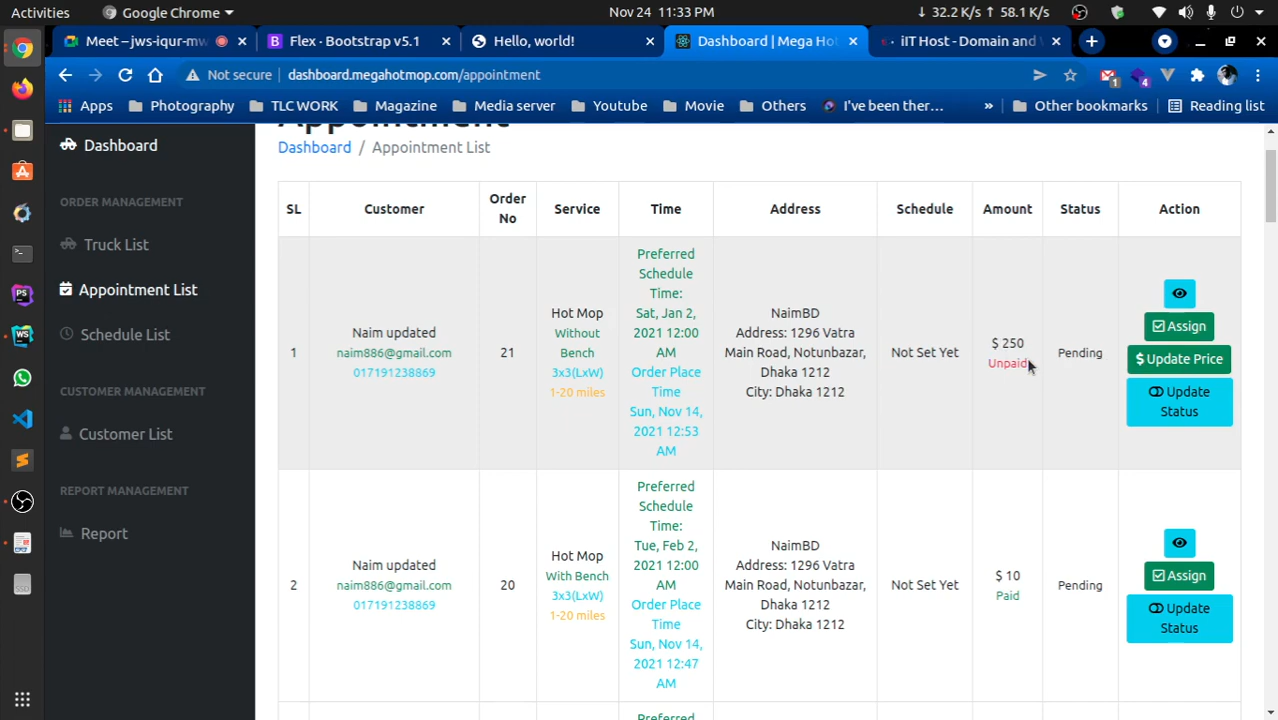 Activities
Google Chrome
Nov 24 11:33 PM
↓ 32.2 K/s ↑ 58.1 K/s
Meet – jws-iqur-mw
Flex · Bootstrap v5.1
Hello, world!
Dashboard | Mega Hot
iIT Host - Domain and
Not secure
dashboard.megahotmop.com/appointment
1
4
Apps
Photography
TLC WORK
Magazine
Media server
Youtube
Movie
Others
I've been ther...
»
Other bookmarks
Reading list
Dashboard
ORDER MANAGEMENT
Truck List
Appointment List
Schedule List
CUSTOMER MANAGEMENT
Customer List
REPORT MANAGEMENT
Report
Appointment
Dashboard / Appointment List
SL
Customer
Order
No
Service
Time
Address
Schedule
Amount
Status
Action
1
Naim updated
naim886@gmail.com
017191238869
21
Hot Mop
Without
Bench
3x3(LxW)
1-20 miles
Preferred
Schedule
Time:
Sat, Jan 2,
2021 12:00
AM
Order Place
Time
Sun, Nov 14,
2021 12:53
AM
NaimBD
Address: 1296 Vatra
Main Road, Notunbazar,
Dhaka 1212
City: Dhaka 1212
Not Set Yet
$ 250
Unpaid
Pending
Assign
$ Update Price
Update
Status
2
Naim updated
naim886@gmail.com
017191238869
20
Hot Mop
With Bench
3x3(LxW)
1-20 miles
Preferred
Schedule
Time:
Tue, Feb 2,
2021 12:00
AM
Order Place
Time
Sun, Nov 14,
2021 12:47
AM
NaimBD
Address: 1296 Vatra
Main Road, Notunbazar,
Dhaka 1212
City: Dhaka 1212
Not Set Yet
$ 10
Paid
Pending
Assign
Update
Status
Preferred